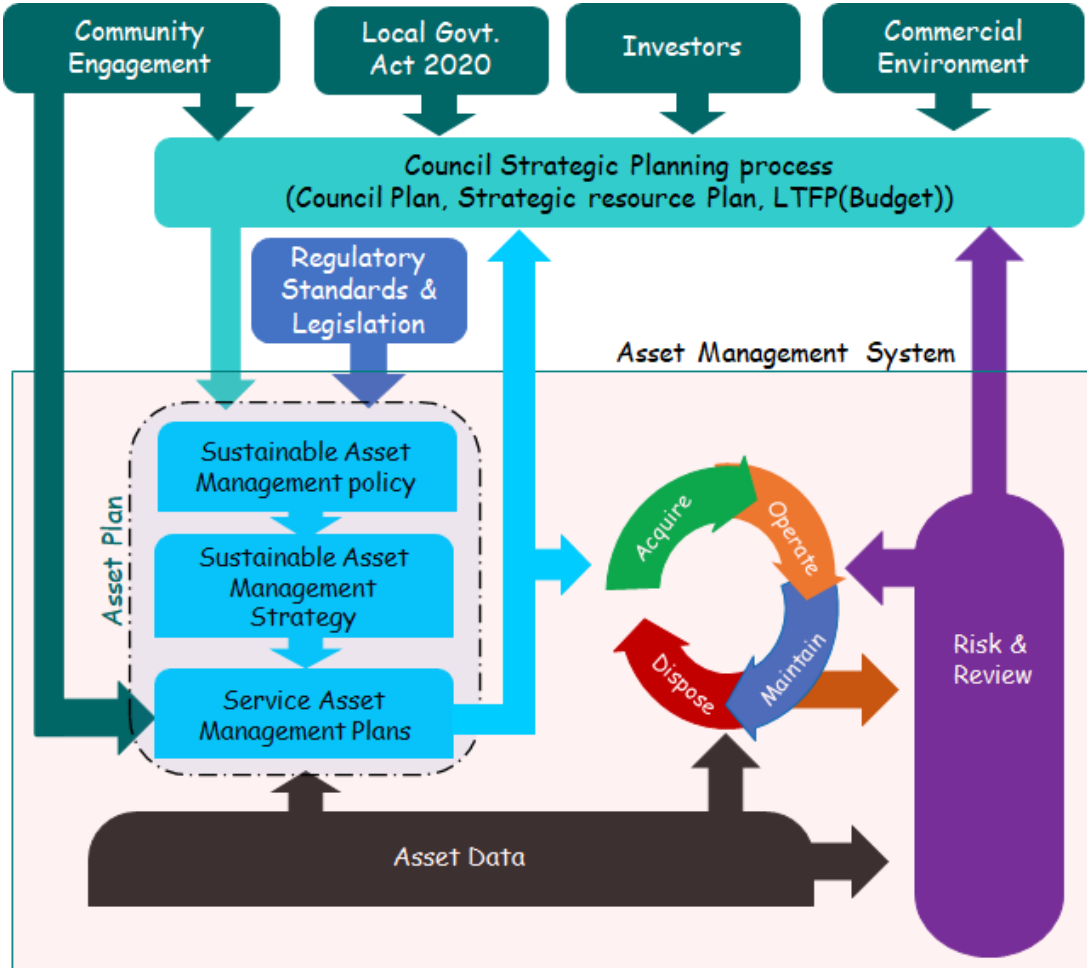 Community
Engagement
Local Govt.
Act 2020
Investors
Commercial
Environment
Council Strategic Planning process
(Council Plan, Strategic resource Plan, LTFP(Budget))
Regulatory
Standards &
Legislation
Asset Management System
Asset Plan
Sustainable Asset
Management policy
Sustainable Asset
Management
Strategy
Service Asset
Management Plans
Acquire
Operate
Maintain
Dispose
Risk &
Review
Asset Data